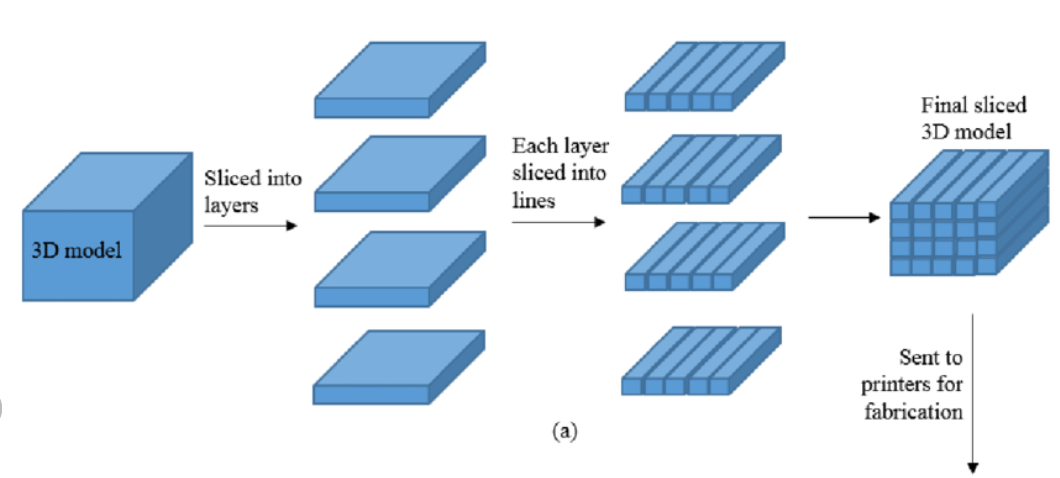 3D model
Sliced into
layers
Each layer
sliced into
lines
Final sliced
3D model
Sent to
printers for
fabrication
(a)